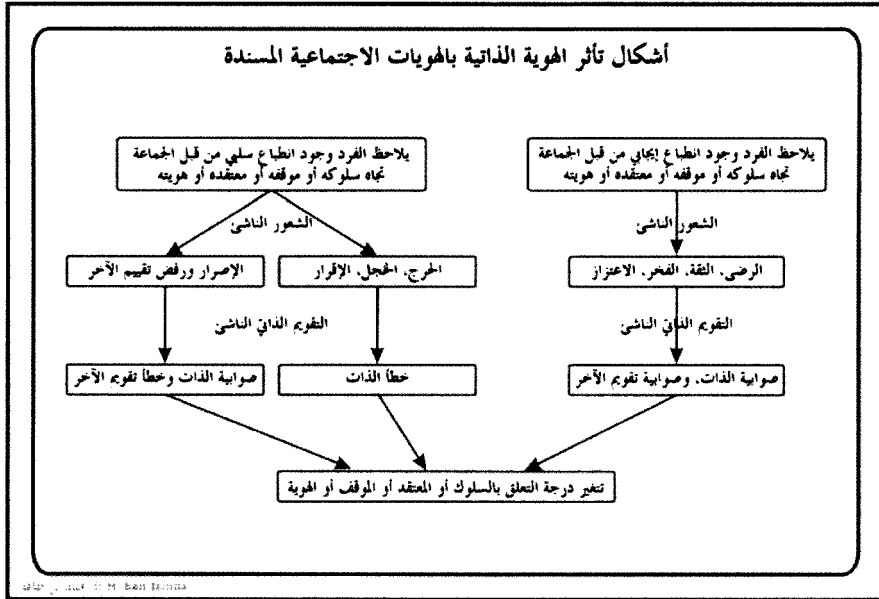 أشكال تأثر الهوية الذاتية بالهويات الاجتماعية المسندة
يلاحظ الفرد وجود انطباع إيجابي من قبل الجماعة
تجاه سلوكه أو موقفه أو معتقده أو هويته
يلاحظ الفرد وجود انطباع سلبي من قبل الجماعة
تجاه سلوكه أو موقفه أو معتقده أو هويته
الشعور الناشئ
الشعور الناشئ
الرضى، الثقة، الفخر، الاعتزاز
الحرج، الخجل، الإقرار
الإصرار ورفض تقييم الآخر
التقويم الذاتي الناشئ
التقويم الذاتي الناشئ
صوابية الذات، وصوابية تقويم الآخر
خطأ الذات
صوابية الذات وخطأ تقويم الآخر
تتغير درجة التعلق بالسلوك أو المعتقد أو الموقف أو الهوية